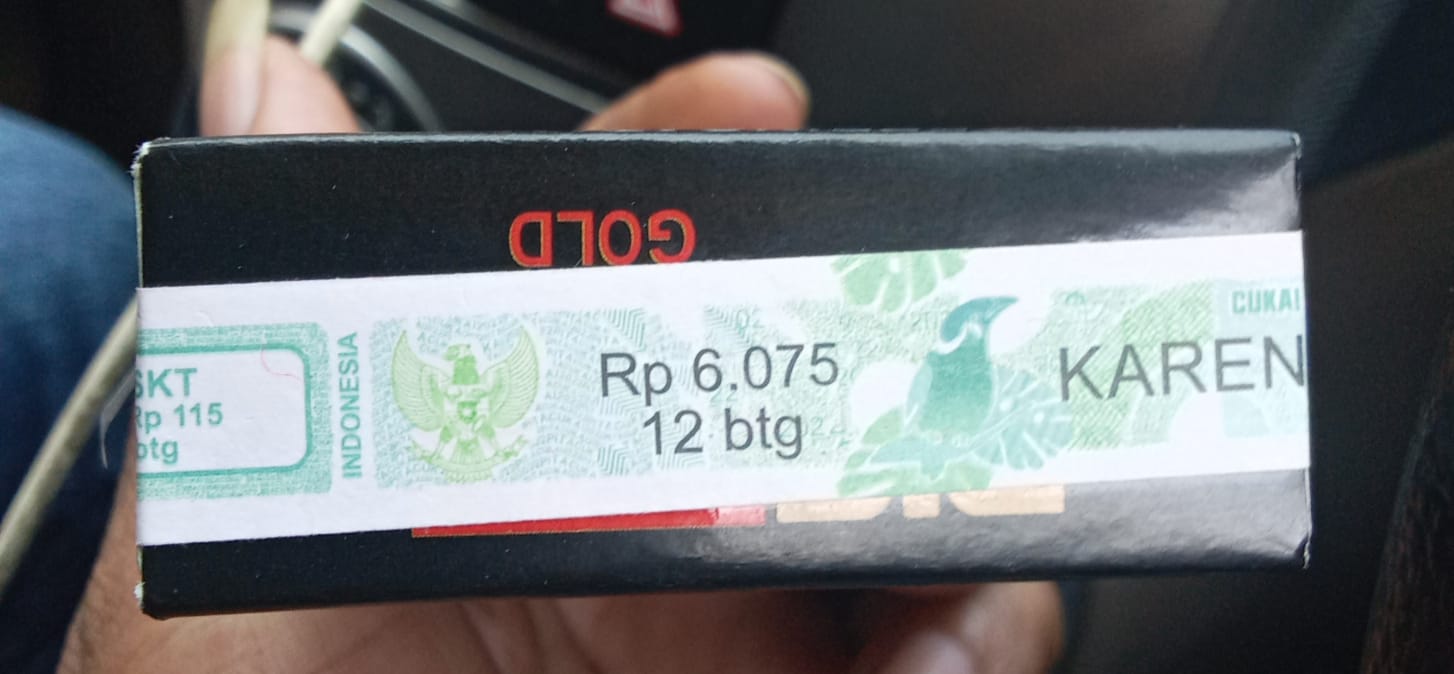 GOLD
SKT
Rp 115
btg
INDONESIA
Rp 6.075
12 btg
CUKAI
KAREN